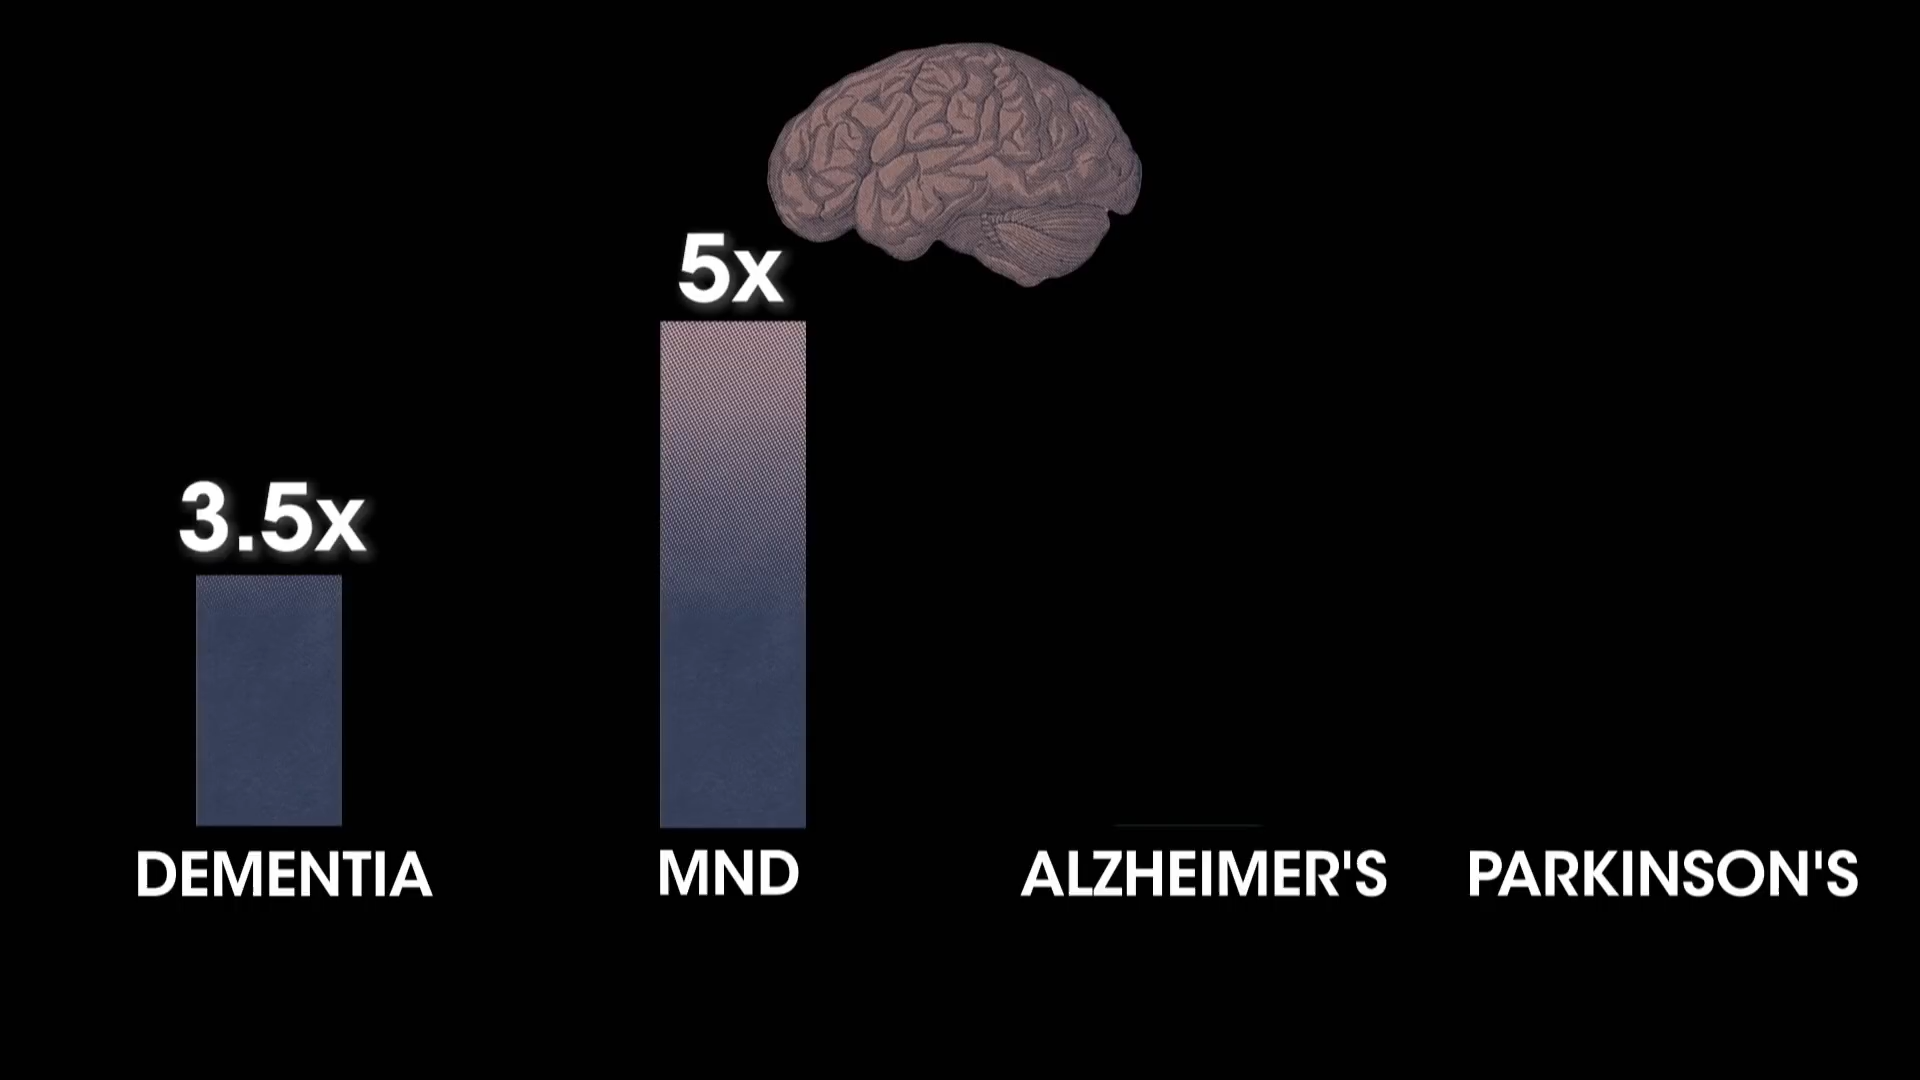 5x
3.5x
DEMENTIA
MND
ALZHEIMER'S
PARKINSON'S